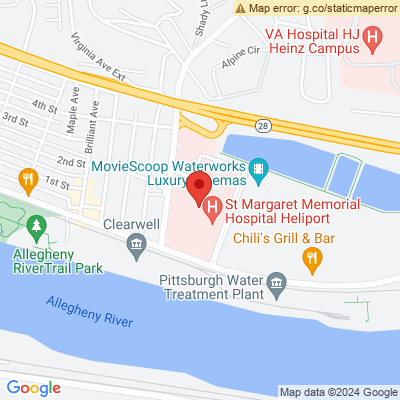 Map error: g.co/staticmaperror
Shady L
VA Hospital HJ
Heinz Campus
Virginia Ave Ext
Alpine Cir
4th St
Maple Ave
3rd St
Brilliant Ave
28
2nd St
MovieScoop Waterworks
Luxury
emas
1st St
St Margaret Memorial
Hospital Heliport
H
H
Clearwell
Chili's Grill & Bar
Allegheny
RiverTrail Park
Pittsburgh Water
Treatment Plant
Allegheny River
Google
Map data ©2024 Google